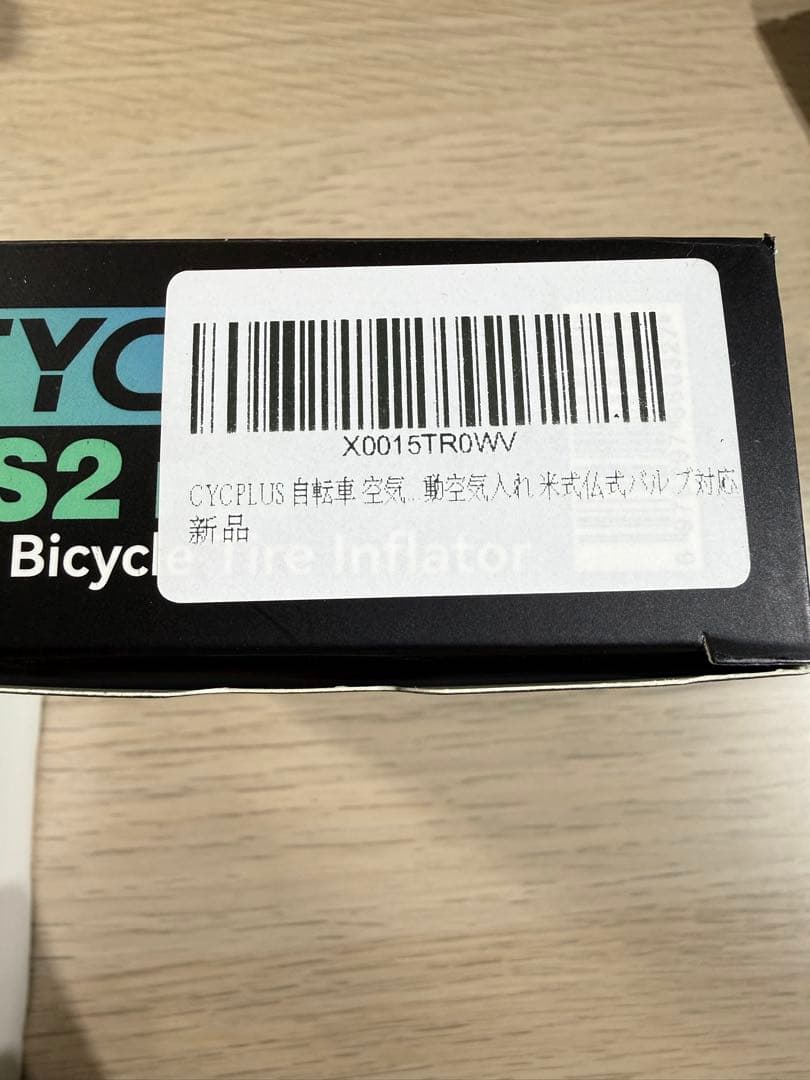 CYC
S2
Bicycle Tire Inflator
X0015TR0WV
CYCPLUS 自転車 空気...動空気入れ 米式仏式バルブ対応
新品